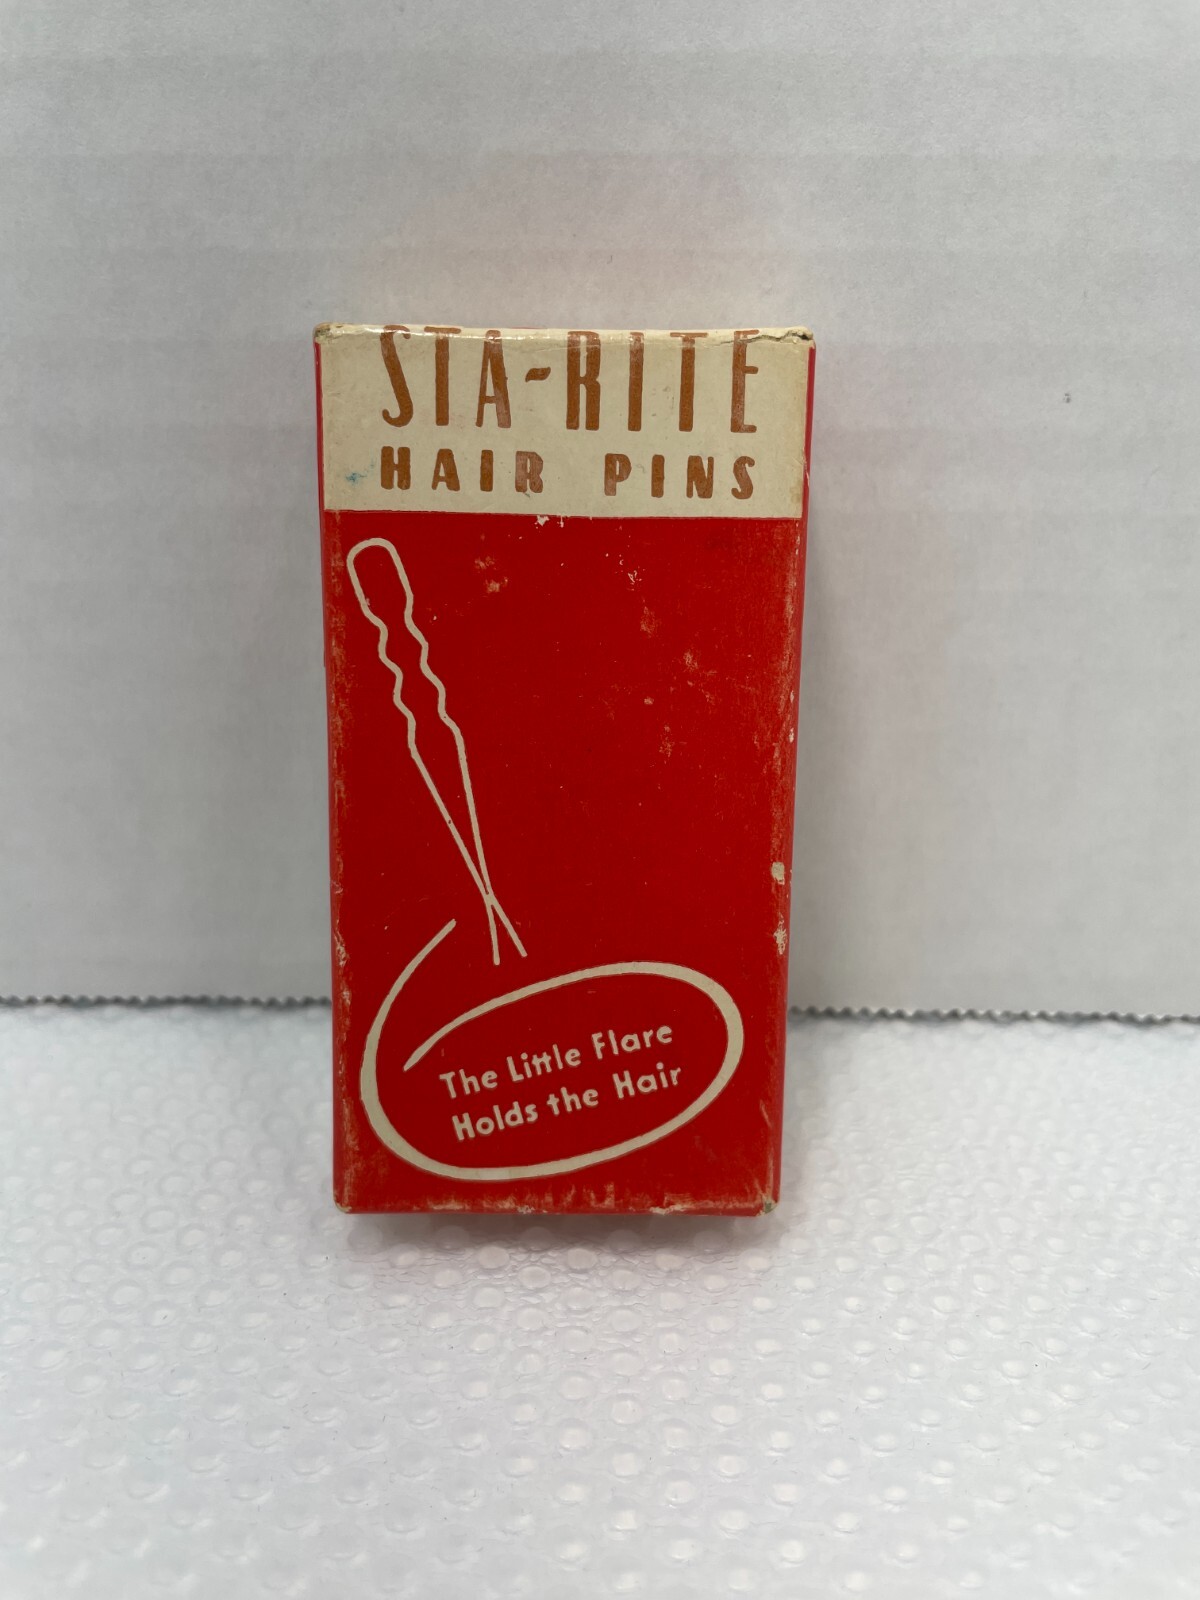 STA-RITE
HAIR PINS
The Little Flare
Holds the Hair